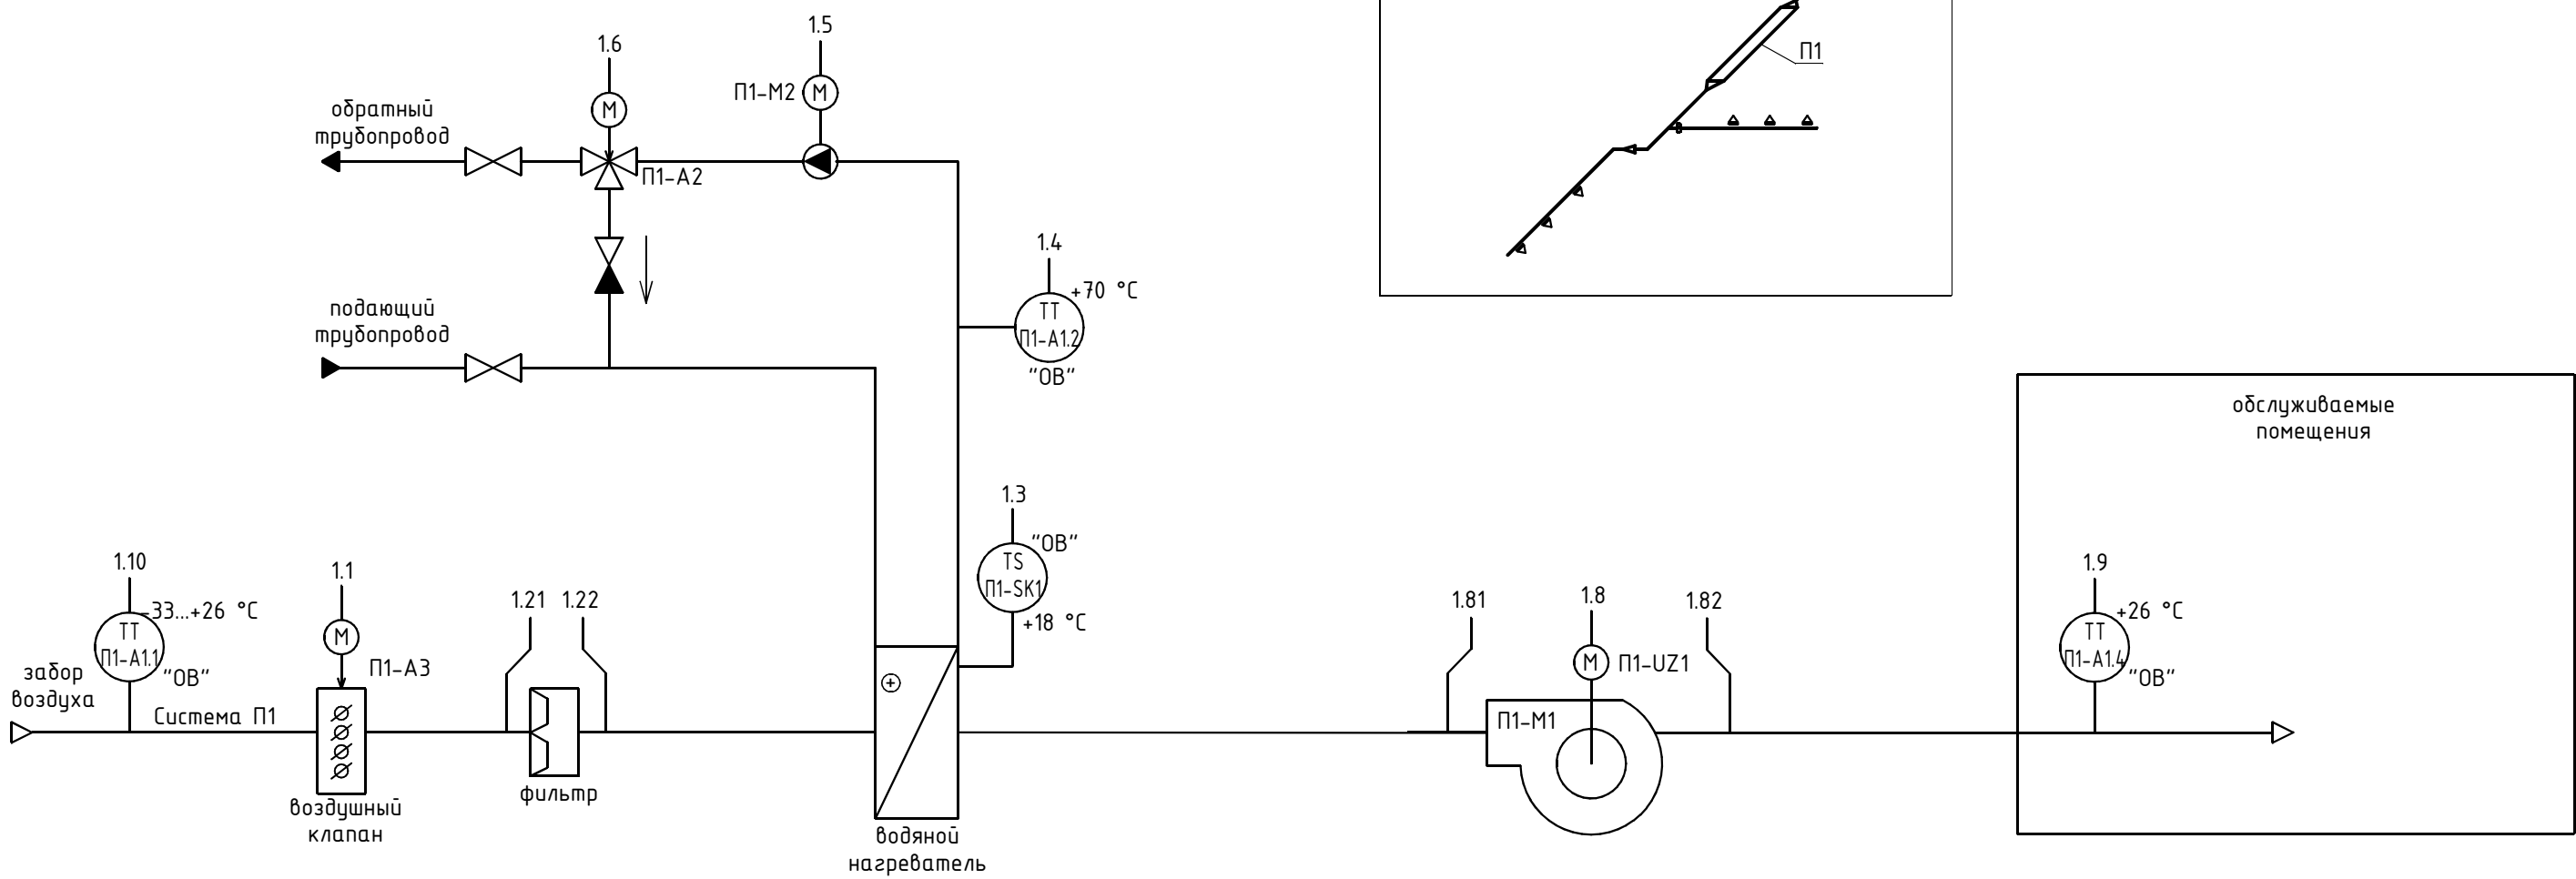 1.5
1.6
П1
П1-М2
М
М
обратный
трубопровод
П1-А2
1.4
+70 °С
ТТ
П1-А1.2
"ОВ"
подающий
трубопровод
обслуживаемые
помещения
1.3
"ОВ"
TS
П1-SK1
+18 °С
1.10
-33...+26 °С
ТТ
П1-А1.1
"ОВ"
1.1
М
П1-А3
1.21
1.22
1.81
1.8
1.82
М
П1-UZ1
1.9
+26 °С
ТТ
П1-А1.4
"ОВ"
забор
воздуха
Система П1
П1-М1
фильтр
воздушный
клапан
водяной
нагреватель